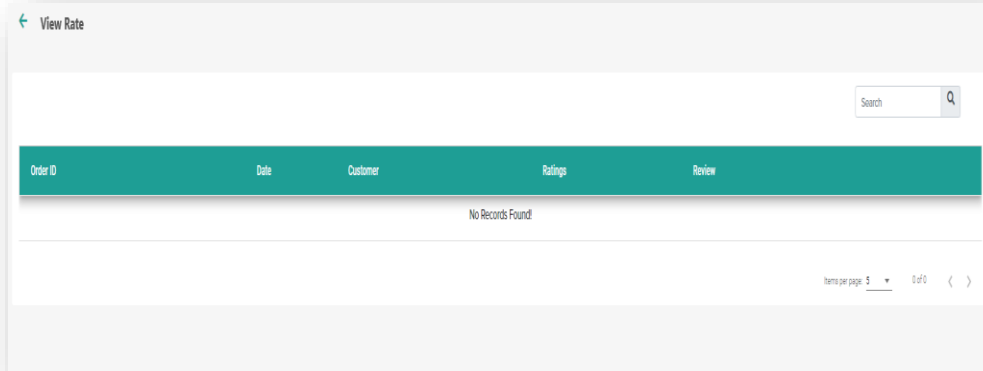 View Rate
Search
Order ID Date Customer Ratings Review
No Records Found!
Items per page: 5 0 of 0